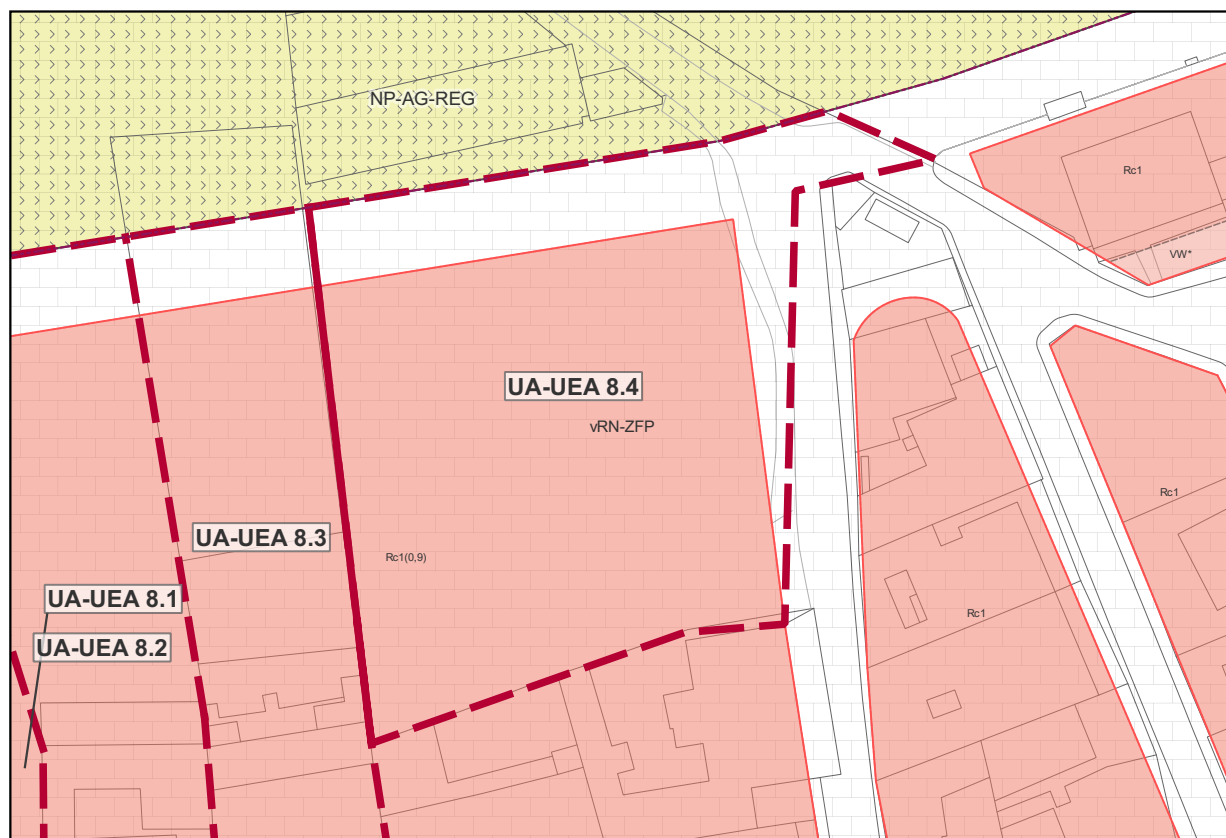 NP-AG-REG
Rc1
VW*
UA-UEA 8.4
vRN-ZFP
Rc1
UA-UEA 8.3
Rc1(0,9)
UA-UEA 8.1
Rc1
UA-UEA 8.2